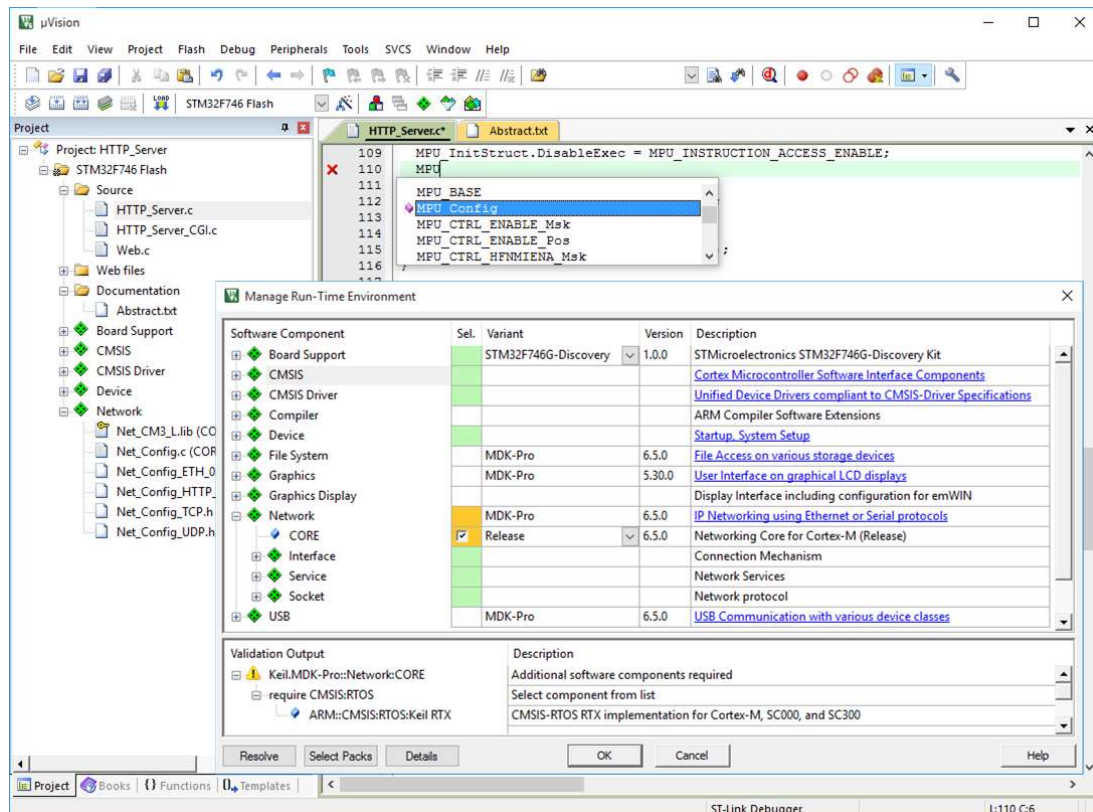 µVision
File Edit View Project Flash Debug Peripherals Tools SVCS Window Help
LOAD STM32F746 Flash
Project
HTTP_Server.c* Abstract.txt
Project: HTTP_Server
STM32F746 Flash
Source
HTTP_Server.c
HTTP_Server_CGI.c
Web.c
Web files
Documentation
Abstract.txt
Board Support
CMSIS
CMSIS Driver
Device
Network
Net_CM3_L.lib (CO
Net_Config.c (COR
Net_Config_ETH_0
Net_Config_HTTP_
Net_Config_TCP.h
Net_Config_UDP.h
109 MPU_InitStruct.DisableExec = MPU_INSTRUCTION_ACCESS_ENABLE;
110 MPU
111
112
113
114
115 ;
116 }
MPU_BASE
MPU_Config
MPU_CTRL_ENABLE_Msk
MPU_CTRL_ENABLE_Pos
MPU_CTRL_HFNMIENA_Msk
Manage Run-Time Environment
Software Component Sel. Variant Version Description
Board Support STM32F746G-Discovery 1.0.0 STMicroelectronics STM32F746G-Discovery Kit
CMSIS Cortex Microcontroller Software Interface Components
CMSIS Driver Unified Device Drivers compliant to CMSIS-Driver Specifications
Compiler ARM Compiler Software Extensions
Device Startup, System Setup
File System MDK-Pro 6.5.0 File Access on various storage devices
Graphics MDK-Pro 5.30.0 User Interface on graphical LCD displays
Graphics Display Display Interface including configuration for emWIN
Network MDK-Pro 6.5.0 IP Networking using Ethernet or Serial protocols
CORE Release 6.5.0 Networking Core for Cortex-M (Release)
Interface Connection Mechanism
Service Network Services
Socket Network protocol
USB MDK-Pro 6.5.0 USB Communication with various device classes
Validation Output Description
Keil.MDK-Pro::Network:CORE Additional software components required
require CMSIS:RTOS Select component from list
ARM::CMSIS:RTOS:Keil RTX CMSIS-RTOS RTX implementation for Cortex-M, SC000, and SC300
Resolve Select Packs Details OK Cancel Help
Project Books {} Functions 0 Templates
ST-Link Debugger L:110 C:6